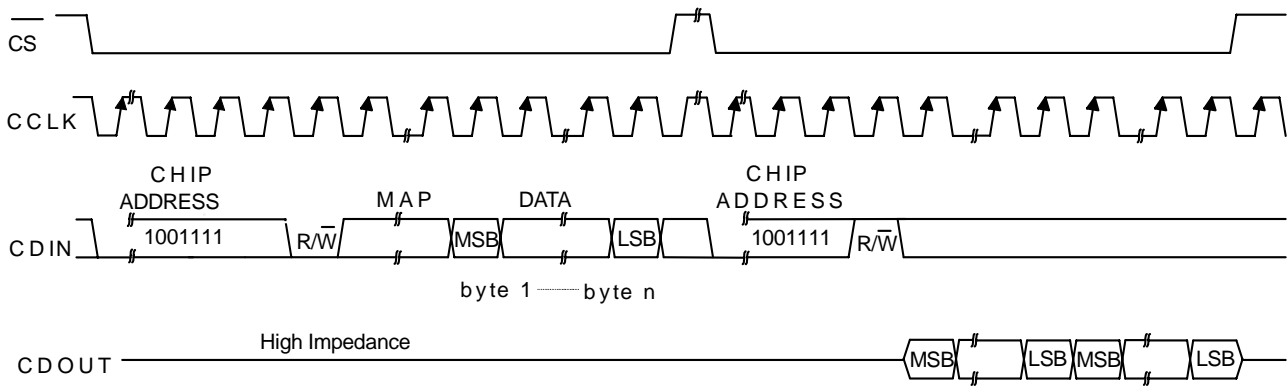 C̅S̅
CCLK
CHIP
ADDRESS
MAP
DATA
CHIP
ADDRESS
CDIN
1001111
R/W̅
MSB
LSB
1001111
R/W̅
byte 1 byte n
High Impedance
CDOUT
MSB
LSB
MSB
LSB